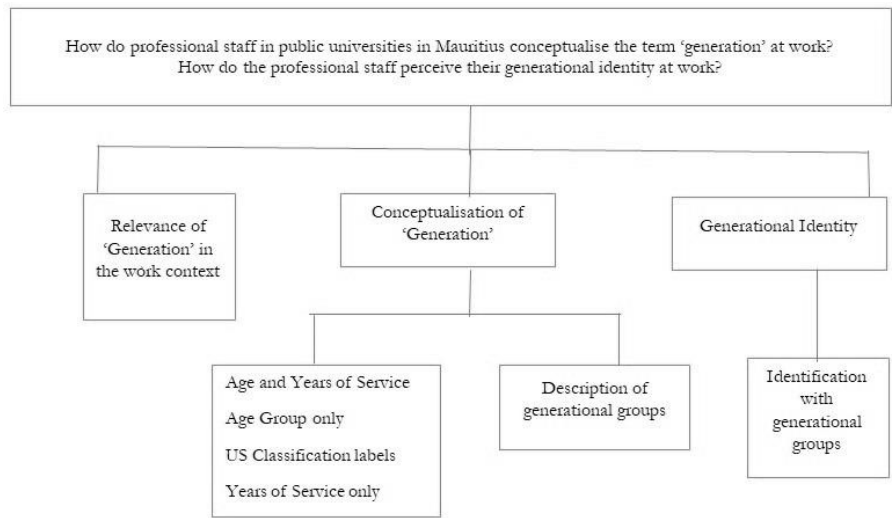 How do professional staff in public universities in Mauritius conceptualise the term ‘generation’ at work?
How do the professional staff perceive their generational identity at work?
Relevance of
‘Generation’ in
the work context
Conceptualisation of
‘Generation’
Generational Identity
Age and Years of Service
Age Group only
US Classification labels
Years of Service only
Description of
generational groups
Identification
with
generational
groups